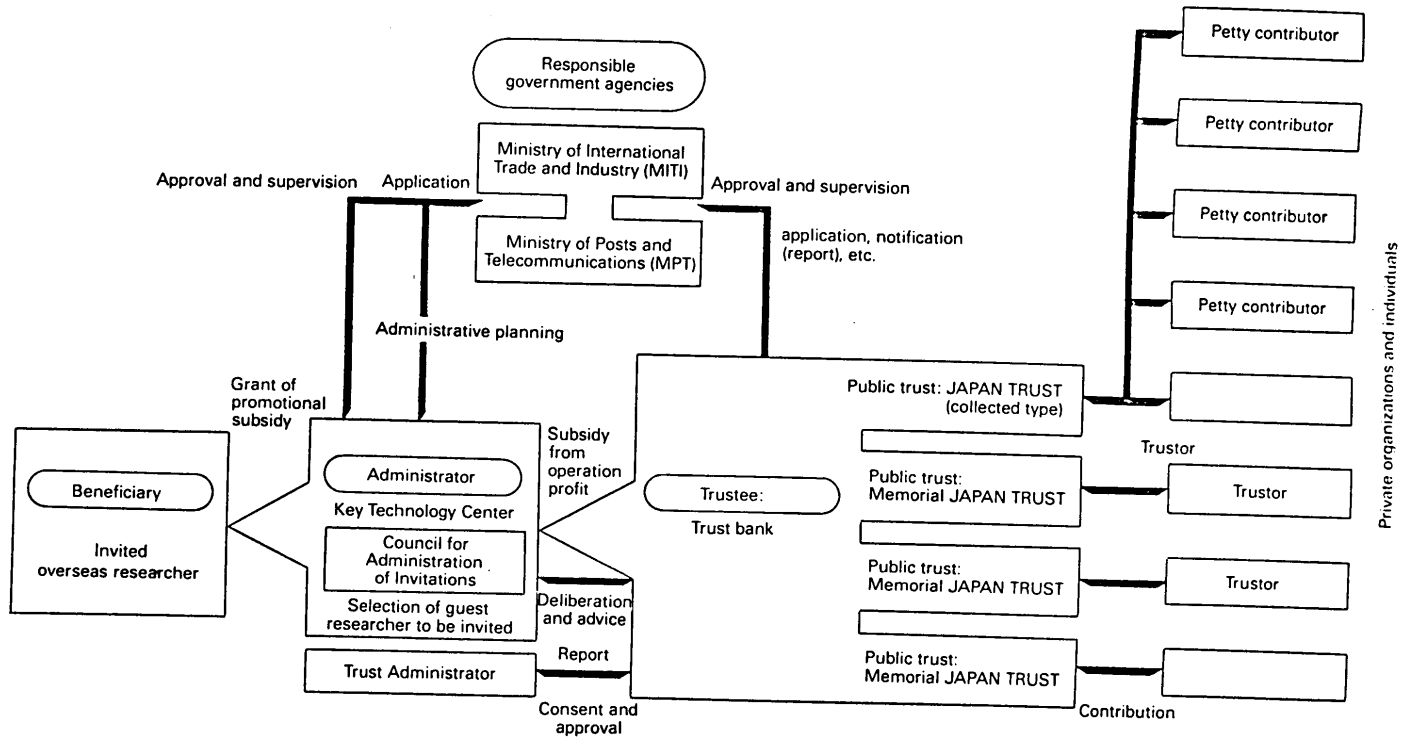 Responsible
government agencies
Ministry of International
Trade and Industry (MITI)
Ministry of Posts and
Telecommunications (MPT)
Approval and supervision
Application
Approval and supervision
application, notification
(report), etc.
Administrative planning
Grant of
promotional
subsidy
Beneficiary
Invited
overseas researcher
Administrator
Key Technology Center
Council for
Administration
of Invitations
Selection of guest
researcher to be invited
Trust Administrator
Subsidy
from
operation
profit
Deliberation
and advice
Report
Consent and
approval
Trustee:
Trust bank
Public trust: JAPAN TRUST
(collected type)
Public trust:
Memorial JAPAN TRUST
Public trust:
Memorial JAPAN TRUST
Public trust:
Memorial JAPAN TRUST
Petty contributor
Petty contributor
Petty contributor
Petty contributor
Trustor
Trustor
Trustor
Contribution
Private organizations and individuals